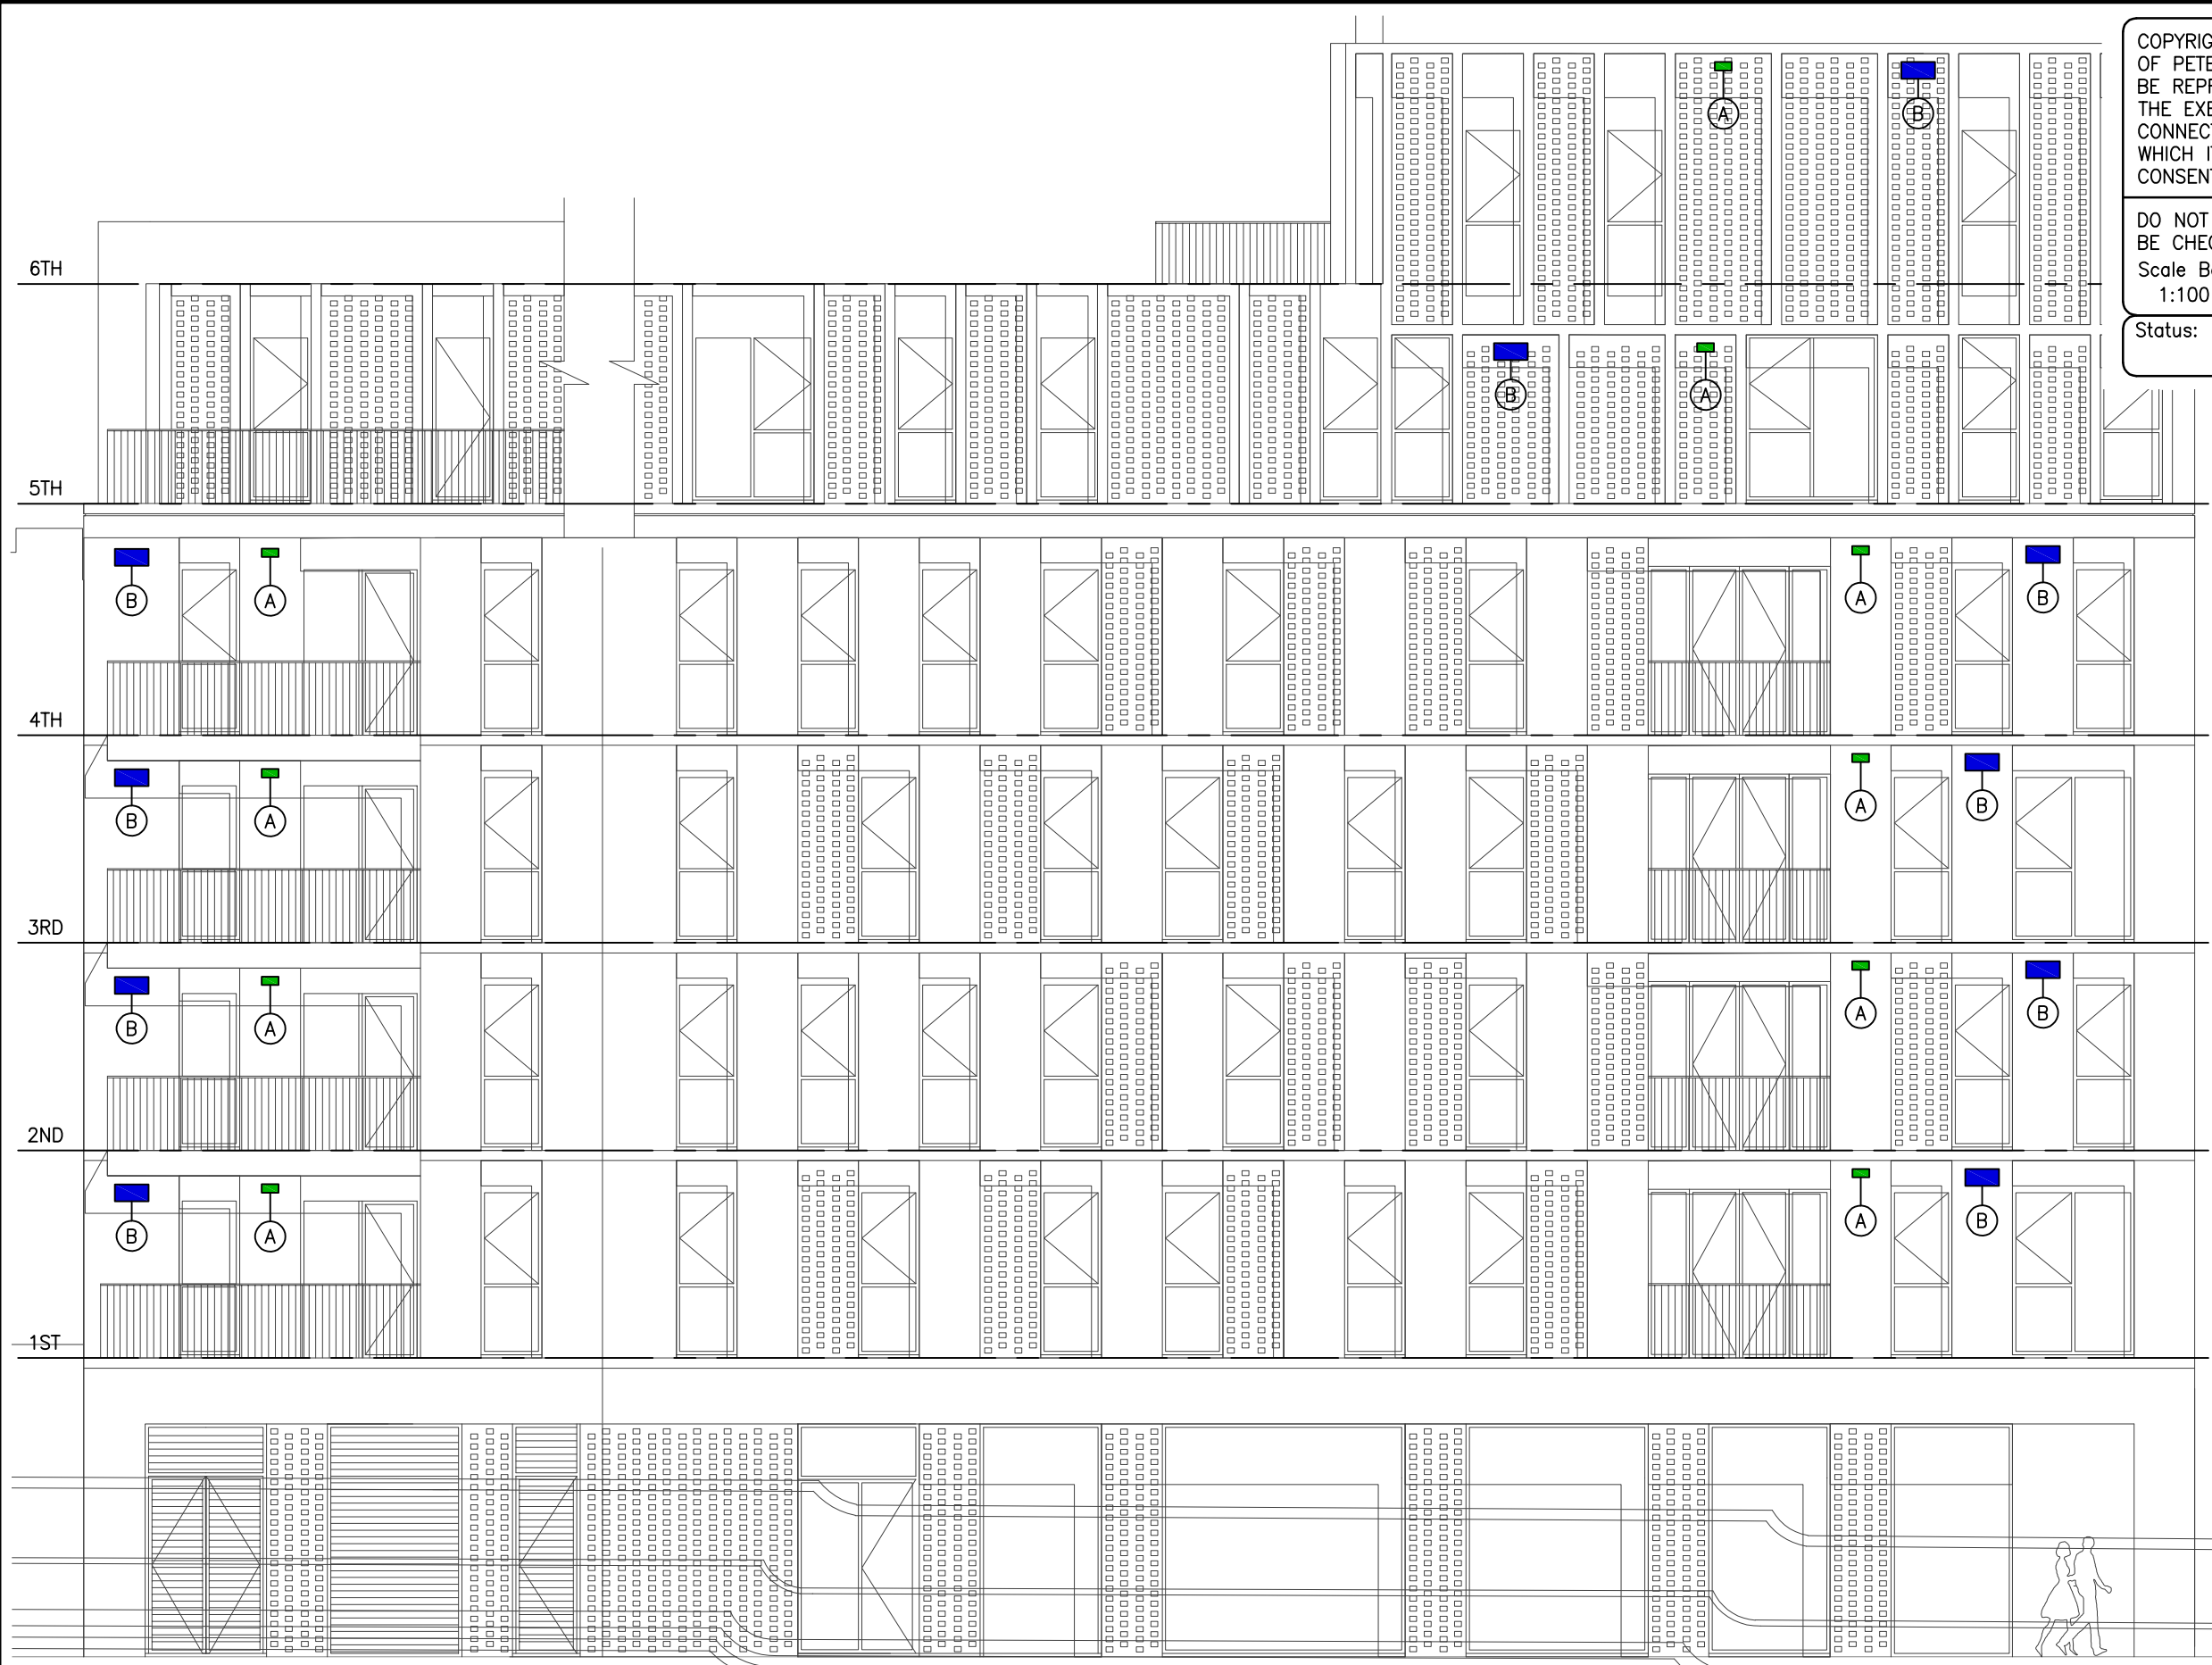 COPYRIG
OF PETE
BE REPR
THE EXE
CONNECT
WHICH I
CONSENT
DO NOT
BE CHEC
Scale B
1:100
Status:
A
B
6TH
B
A
5TH
B
A
A
B
4TH
B
A
A
B
3RD
B
A
A
B
2ND
B
A
A
B
1ST